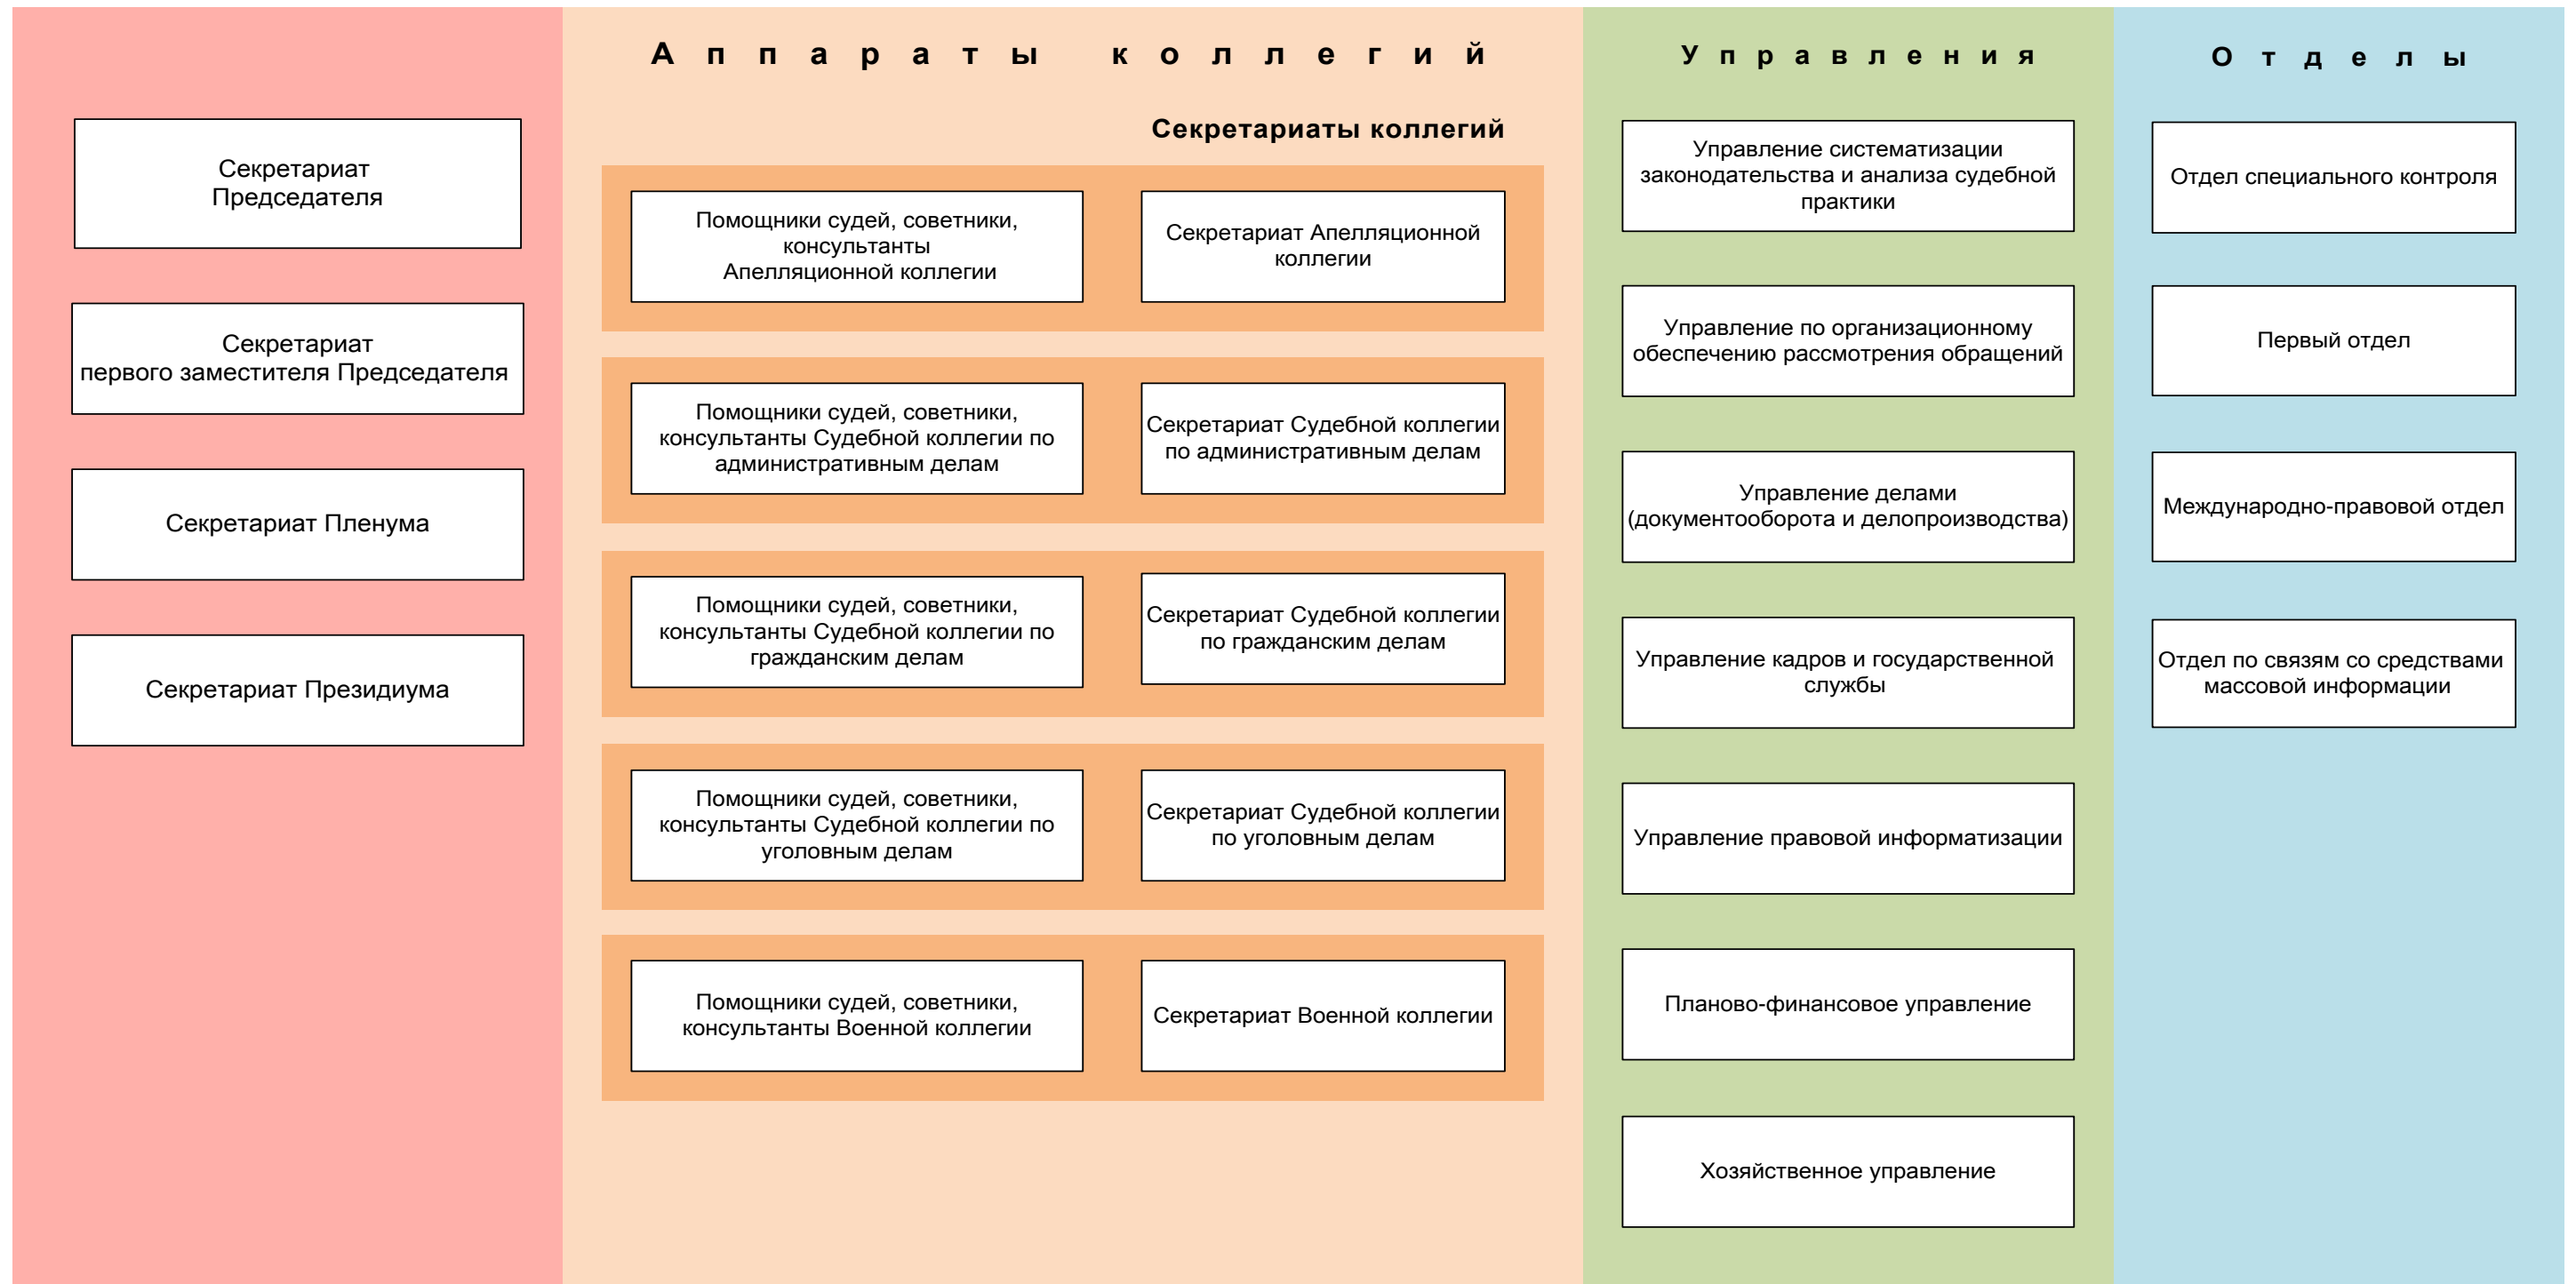 Секретариат
Председателя
Секретариат
первого заместителя Председателя
Секретариат Пленума
Секретариат Президиума
Аппараты коллегий
Секретариаты коллегий
Помощники судей, советники,
консультанты
Апелляционной коллегии
Секретариат Апелляционной
коллегии
Помощники судей, советники,
консультанты Судебной коллегии по
административным делам
Секретариат Судебной коллегии
по административным делам
Помощники судей, советники,
консультанты Судебной коллегии по
гражданским делам
Секретариат Судебной коллегии
по гражданским делам
Помощники судей, советники,
консультанты Судебной коллегии по
уголовным делам
Секретариат Судебной коллегии
по уголовным делам
Помощники судей, советники,
консультанты Военной коллегии
Секретариат Военной коллегии
Управления
Управление систематизации
законодательства и анализа судебной
практики
Управление по организационному
обеспечению рассмотрения обращений
Управление делами
(документооборота и делопроизводства)
Управление кадров и государственной
службы
Управление правовой информатизации
Планово-финансовое управление
Хозяйственное управление
Отделы
Отдел специального контроля
Первый отдел
Международно-правовой отдел
Отдел по связям со средствами
массовой информации